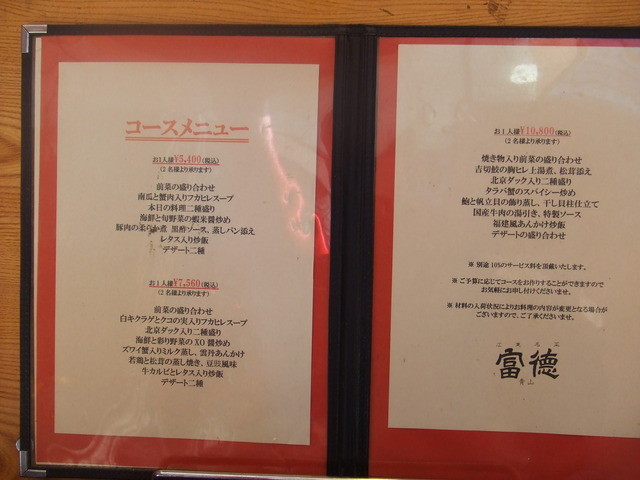 コースメニュー
お1人様¥5,400(税込)
(2名様より承ります)
前菜の盛り合わせ
南瓜と蟹肉入りフカヒレスープ
本日の料理二種盛り
海鮮と旬野菜の蝦米醤炒め
豚肉の柔らか煮 黒酢ソース、蒸しパン添え
レタス入り炒飯
デザート二種
お1人様¥7,560(税込)
(2名様より承ります)
前菜の盛り合わせ
白キクラゲとクコの実入りフカヒレスープ
北京ダック入り二種盛り
海鮮と彩り野菜のXO醤炒め
ズワイ蟹入りミルク蒸し、雲丹あんかけ
若鶏と松茸の蒸し焼き、豆豉風味
牛カルビとレタス入り炒飯
デザート二種
お1人様¥10,800(税込)
(2名様より承ります)
焼き物入り前菜の盛り合わせ
吉切鮫の胸ヒレ上湯煮、松茸添え
北京ダック入り二種盛り
タラバ蟹のスパイシー炒め
鮑と帆立貝の飾り蒸し、干し貝柱仕立て
国産牛肉の湯引き、特製ソース
福建風あんかけ炒飯
デザートの盛り合わせ
※ 別途10%のサービス料を頂戴いたします。
※ ご予算に応じてコースをお作りすることができますので
お気軽にお申し付けくださいませ。
※ 材料の入荷状況によりお料理の内容が変更となる場合が
ございますので、ご了承くださいませ。
富徳
青山